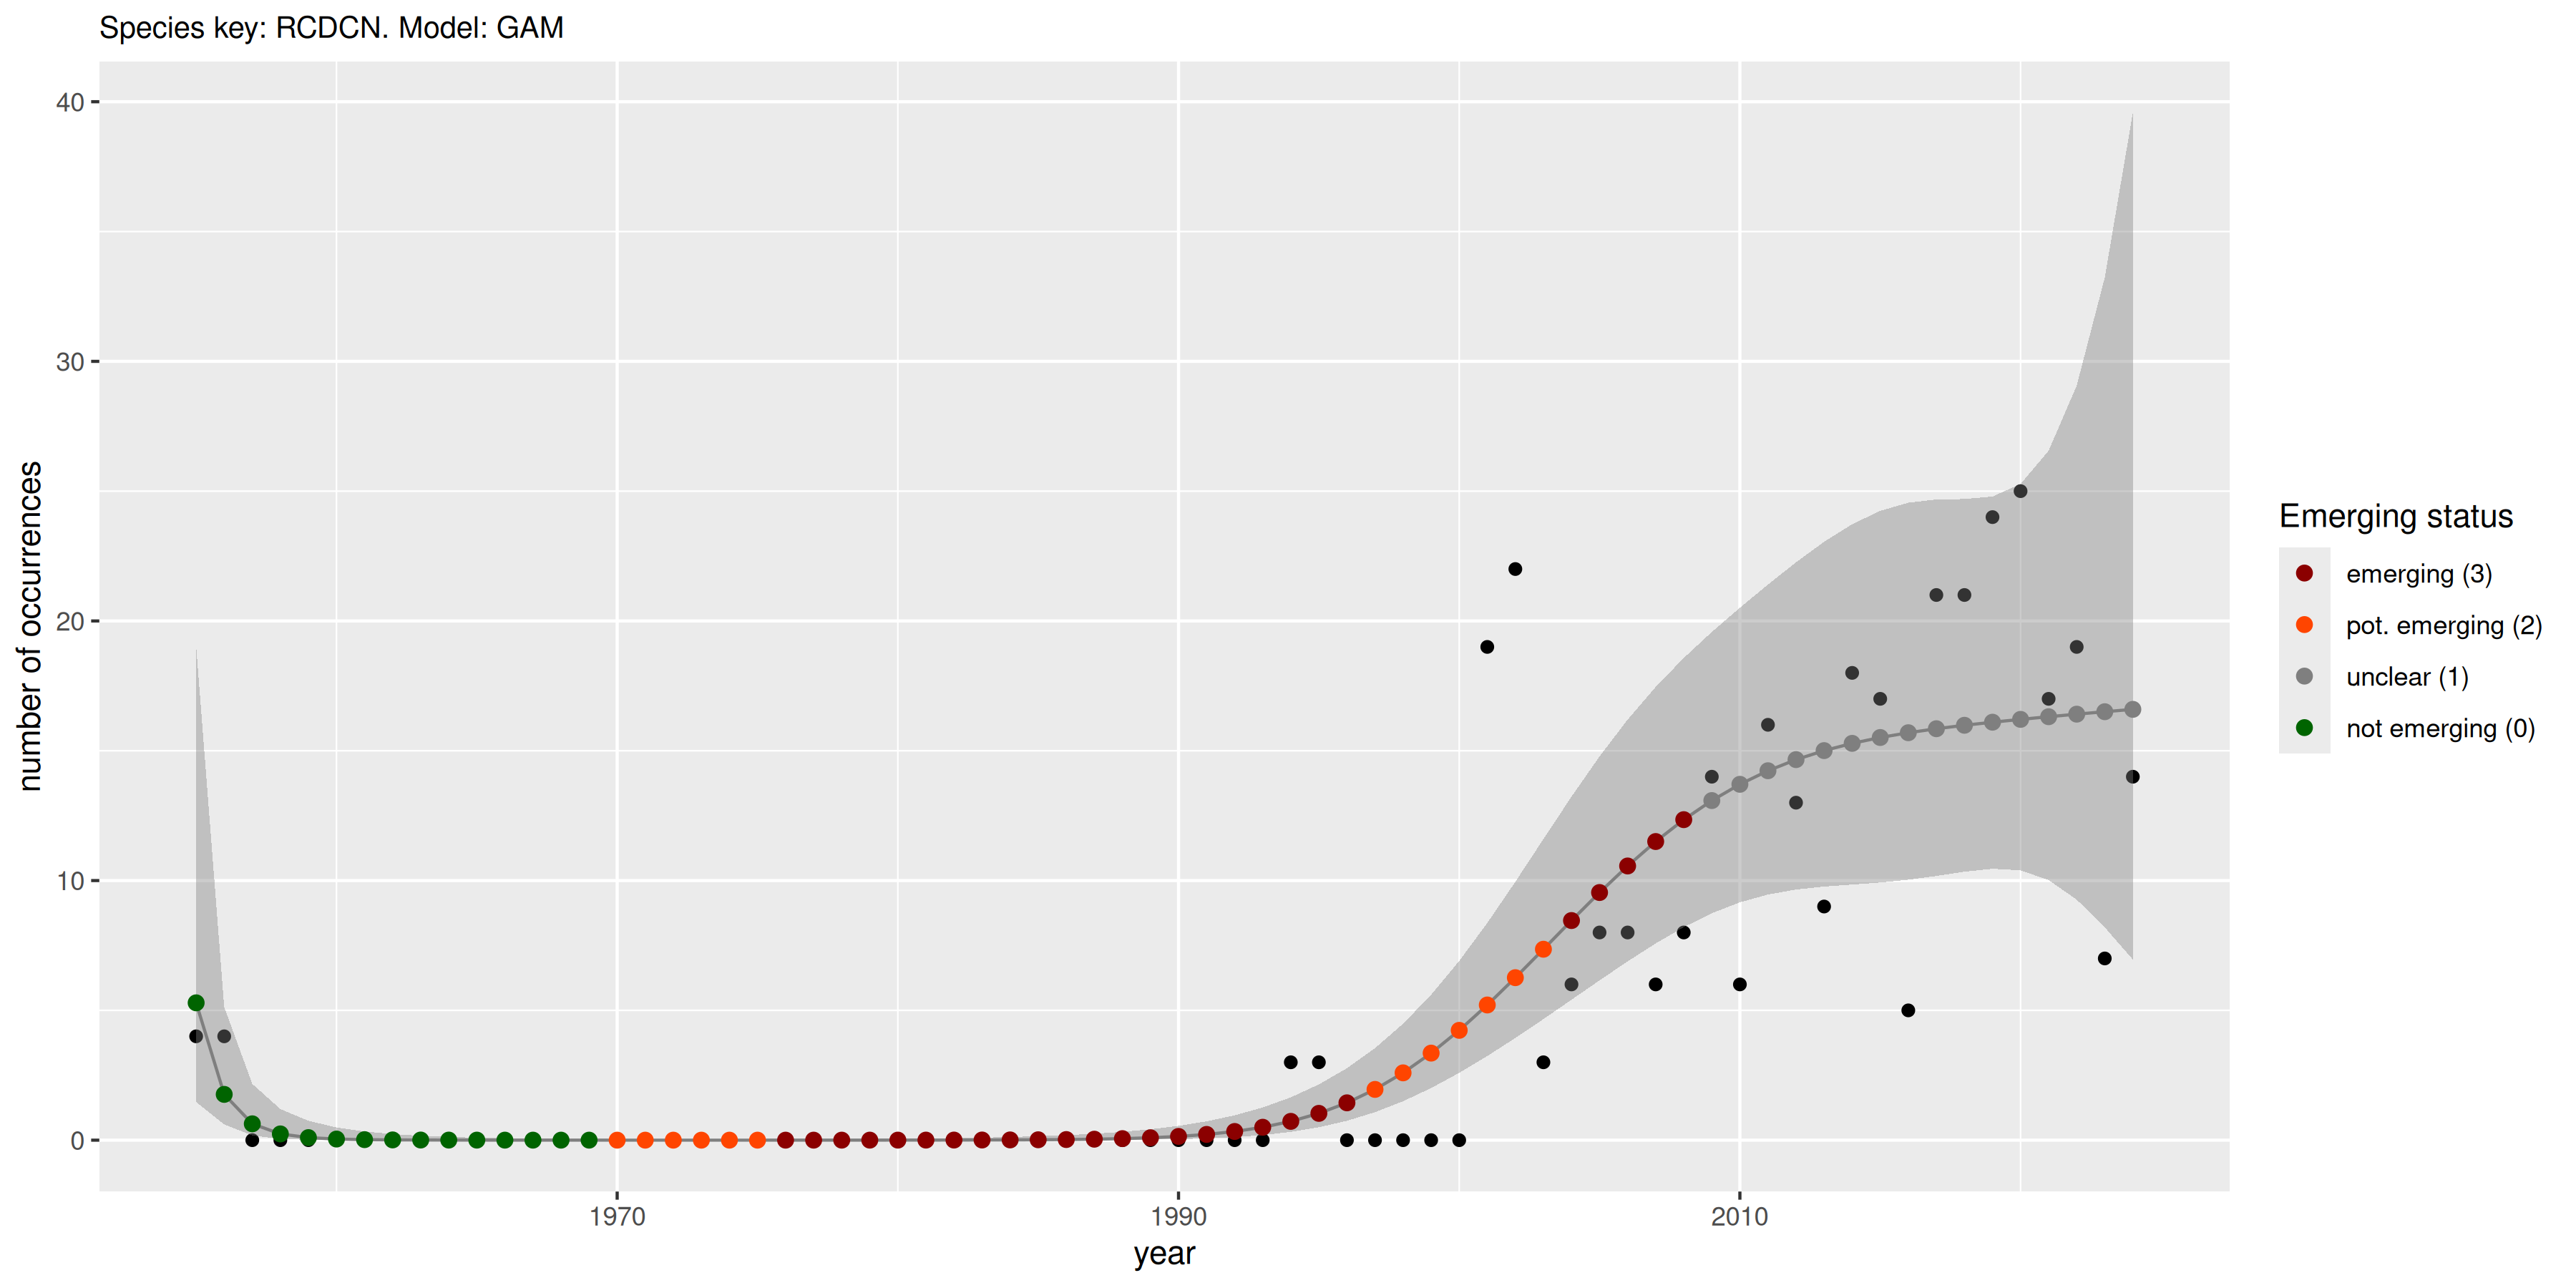 Species key: RCDCN. Model: GAM
number of occurrences
40
30
20
10
0
1970
1990
2010
year
Emerging status
emerging (3)
pot. emerging (2)
unclear (1)
not emerging (0)